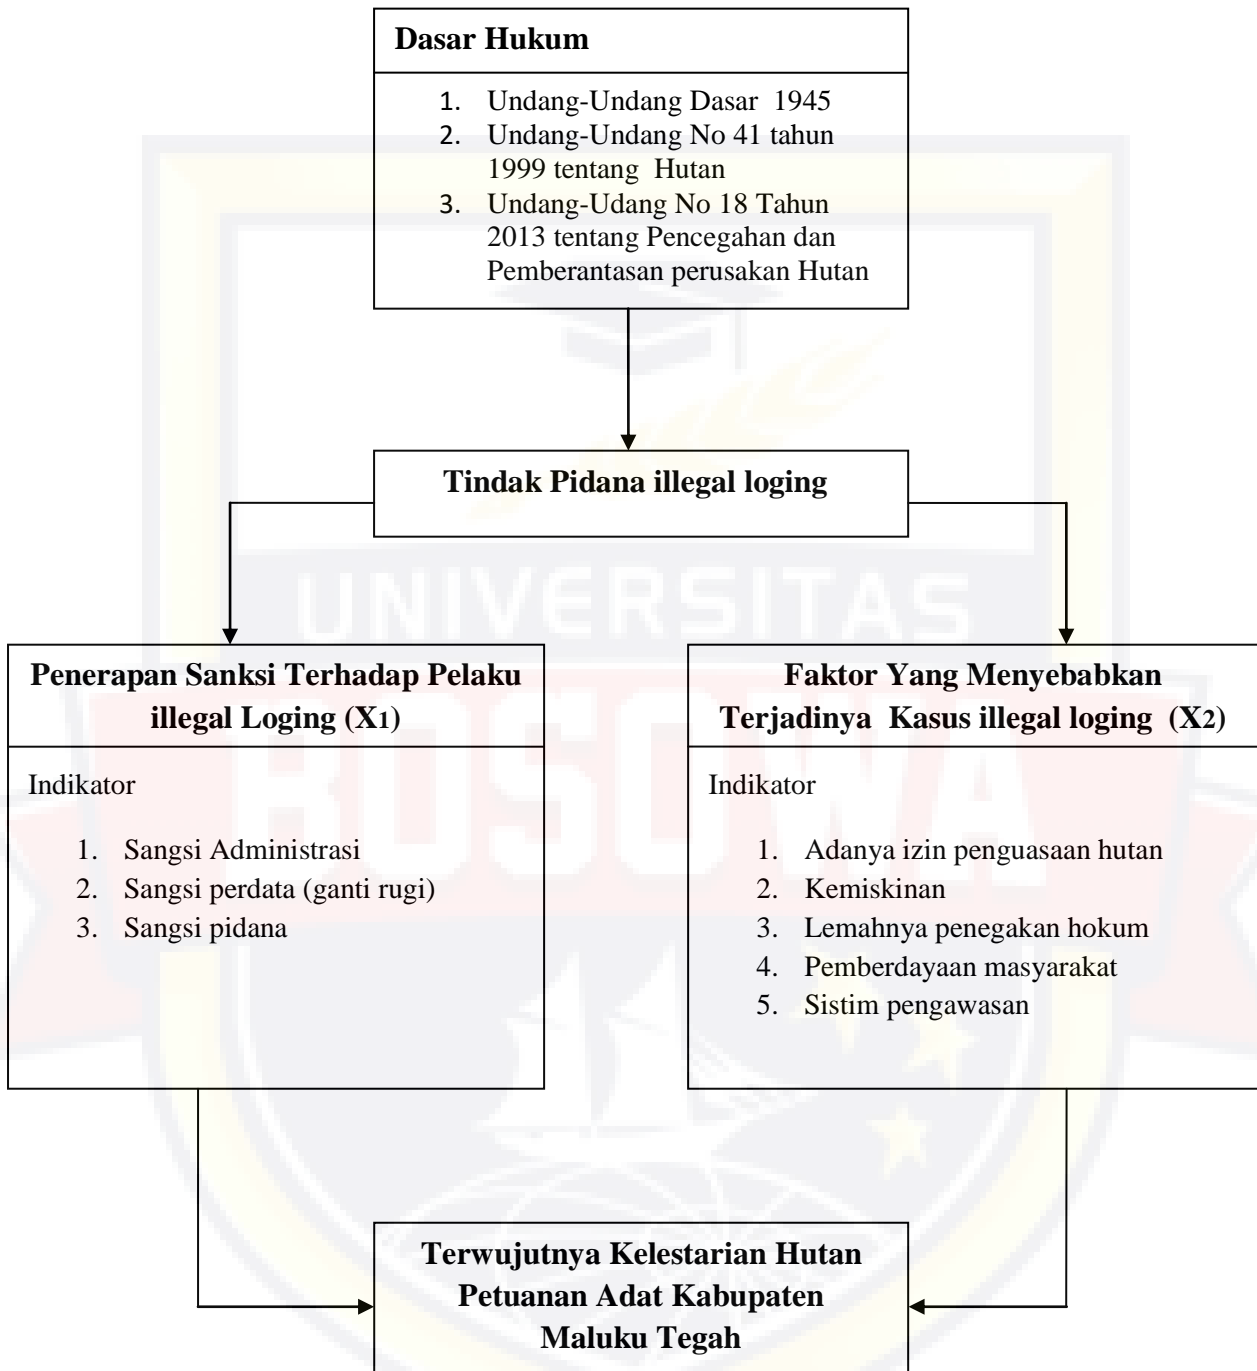 Dasar Hukum
1. Undang-Undang Dasar 1945
2. Undang-Undang No 41 tahun
1999 tentang Hutan
3. Undang-Udang No 18 Tahun
2013 tentang Pencegahan dan
Pemberantasan perusakan Hutan
Tindak Pidana illegal loging
UNIVERSITAS
BOSOWA
Penerapan Sanksi Terhadap Pelaku
illegal Loging (X1)
Indikator
1. Sangsi Administrasi
2. Sangsi perdata (ganti rugi)
3. Sangsi pidana
Faktor Yang Menyebabkan
Terjadinya Kasus illegal loging (X2)
Indikator
1. Adanya izin penguasaan hutan
2. Kemiskinan
3. Lemahnya penegakan hokum
4. Pemberdayaan masyarakat
5. Sistim pengawasan
Terwujutnya Kelestarian Hutan
Petuanan Adat Kabupaten
Maluku Tegah